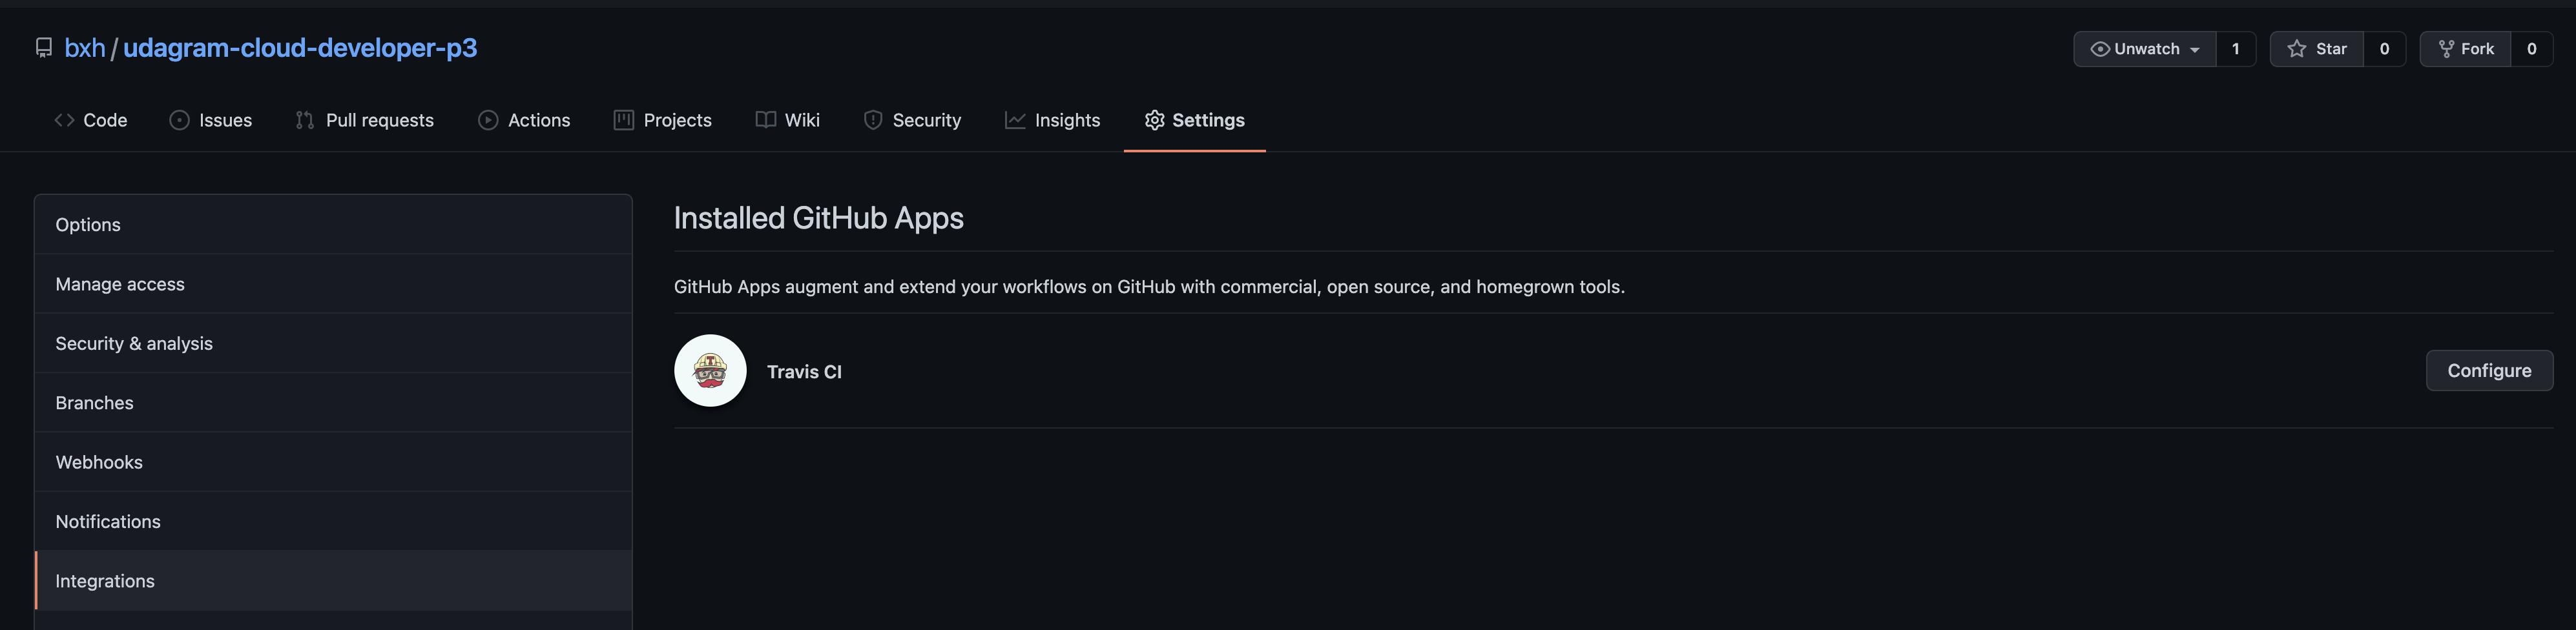 bxh / udagram-cloud-developer-p3
Unwatch 1 Star 0 Fork 0
Code Issues Pull requests Actions Projects Wiki Security Insights Settings
Options
Manage access
Security & analysis
Branches
Webhooks
Notifications
Integrations
Installed GitHub Apps
GitHub Apps augment and extend your workflows on GitHub with commercial, open source, and homegrown tools.
T
Travis CI
Configure